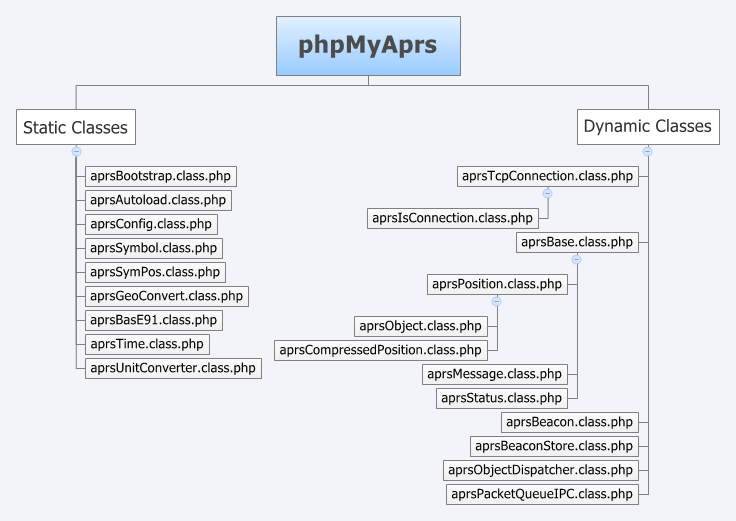 phpMyAprs
Static Classes
aprsBootstrap.class.php
aprsAutoload.class.php
aprsConfig.class.php
aprsSymbol.class.php
aprsSymPos.class.php
aprsGeoConvert.class.php
aprsBasE91.class.php
aprsTime.class.php
aprsUnitConverter.class.php
Dynamic Classes
aprsTcpConnection.class.php
aprsIsConnection.class.php
aprsBase.class.php
aprsPosition.class.php
aprsObject.class.php
aprsCompressedPosition.class.php
aprsMessage.class.php
aprsStatus.class.php
aprsBeacon.class.php
aprsBeaconStore.class.php
aprsObjectDispatcher.class.php
aprsPacketQueueIPC.class.php